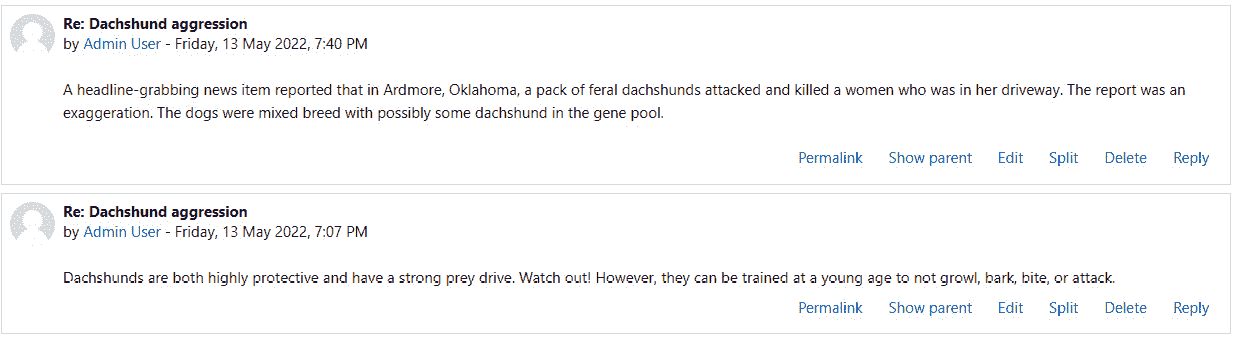 Re: Dachshund aggression
by Admin User - Friday, 13 May 2022, 7:40 PM
A headline-grabbing news item reported that in Ardmore, Oklahoma, a pack of feral dachshunds attacked and killed a women who was in her driveway. The report was an
exaggeration. The dogs were mixed breed with possibly some dachshund in the gene pool.
Permalink Show parent Edit Split Delete Reply
Re: Dachshund aggression
by Admin User - Friday, 13 May 2022, 7:07 PM
Dachshunds are both highly protective and have a strong prey drive. Watch out! However, they can be trained at a young age to not growl, bark, bite, or attack.
Permalink Show parent Edit Split Delete Reply